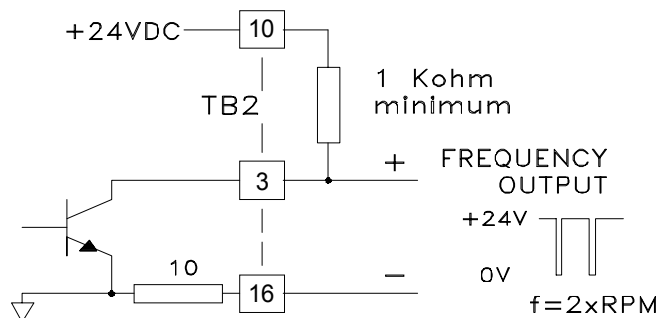 +24VDC
10
1 Kohm
minimum
TB2
3
+
FREQUENCY
OUTPUT
+24V
0V
10
16
−
f=2xRPM